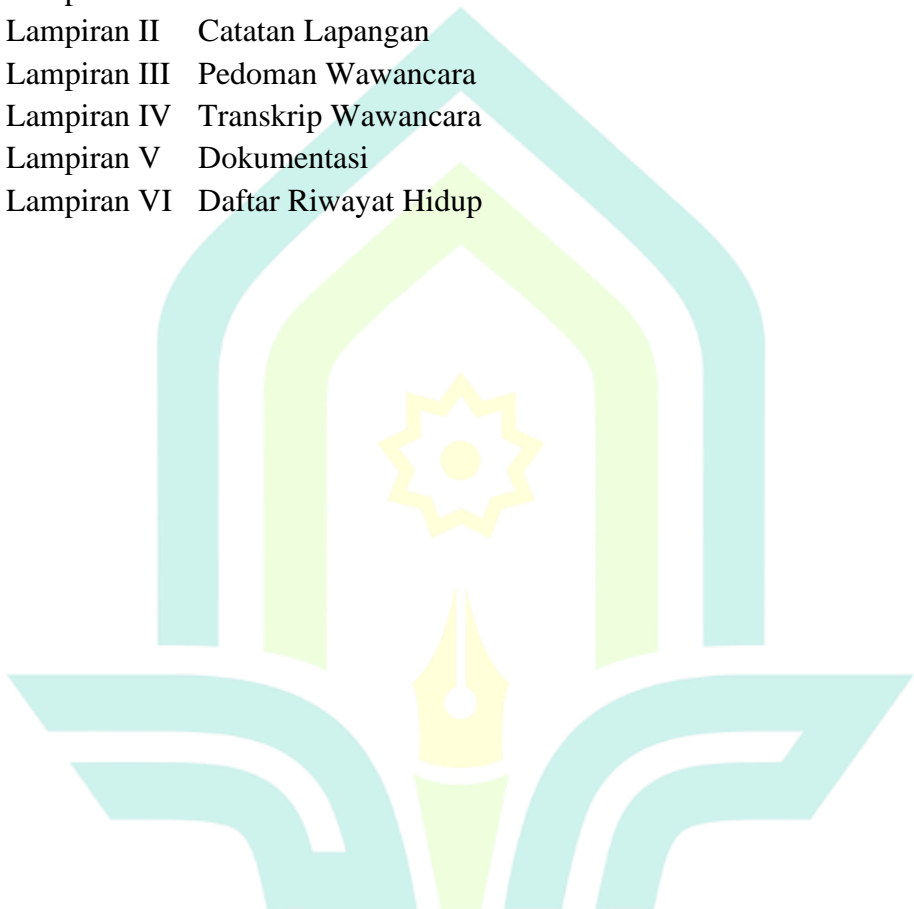 Lampiran II Catatan Lapangan
Lampiran III Pedoman Wawancara
Lampiran IV Transkrip Wawancara
Lampiran V Dokumentasi
Lampiran VI Daftar Riwayat Hidup